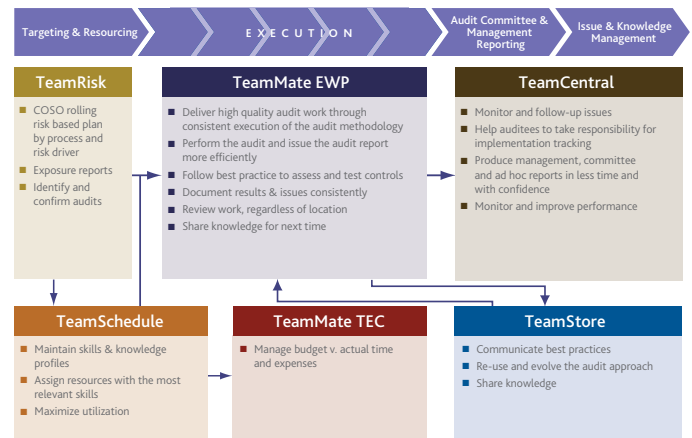 Targeting & Resourcing
EXECUTION
Audit Committee &
Management
Reporting
Issue & Knowledge
Management
TeamRisk
■ COSO rolling
risk based plan
by process and
risk driver
■ Exposure reports
■ Identify and
confirm audits
TeamMate EWP
■ Deliver high quality audit work through
consistent execution of the audit methodology
■ Perform the audit and issue the audit report
more efficiently
■ Follow best practice to assess and test controls
■ Document results & issues consistently
■ Review work, regardless of location
■ Share knowledge for next time
TeamCentral
■ Monitor and follow-up issues
■ Help auditees to take responsibility for
implementation tracking
■ Produce management, committee
and ad hoc reports in less time and
with confidence
■ Monitor and improve performance
TeamSchedule
■ Maintain skills & knowledge
profiles
■ Assign resources with the most
relevant skills
■ Maximize utilization
TeamMate TEC
■ Manage budget v. actual time
and expenses
TeamStore
■ Communicate best practices
■ Re-use and evolve the audit approach
■ Share knowledge